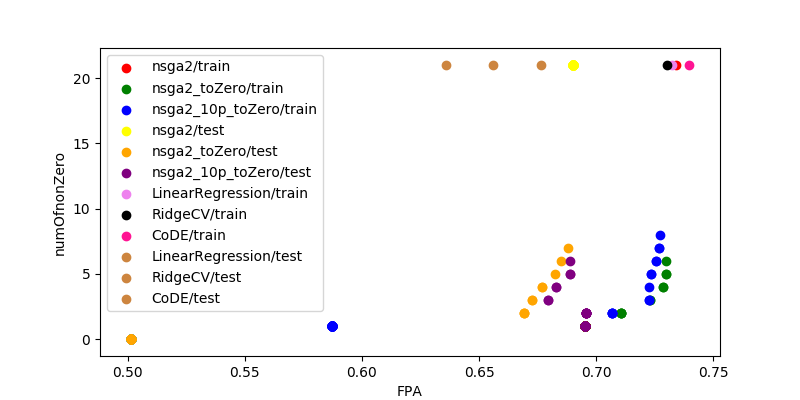 nsga2/train
nsga2_toZero/train
nsga2_10p_toZero/train
nsga2/test
nsga2_toZero/test
nsga2_10p_toZero/test
LinearRegression/train
RidgeCV/train
CoDE/train
LinearRegression/test
RidgeCV/test
CoDE/test
numOfnonZero
20
15
10
5
0
0.50 0.55 0.60 0.65 0.70 0.75
FPA